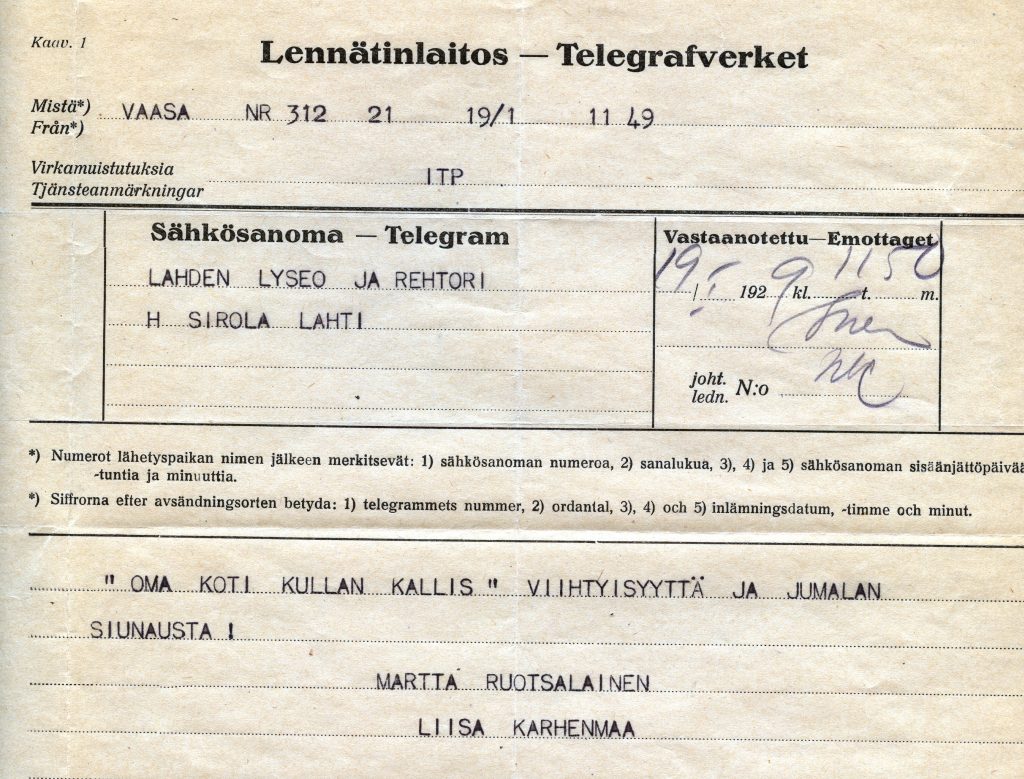 Kaav. 1
Lennätinlaitos — Telegrafverket
Mistä*) VAASA NR 312 21 19/1 11 49
Från*)
Virkamuistutuksia
Tjänsteanmärkningar ITP
Sähkösanoma — Telegram
LAHDEN LYSEO JA REHTORI
H SIROLA LAHTI
Vastaanotettu—Emottaget
19/I 1929 kl. 11 t. 50 m.
joht.
ledn. N:o
*) Numerot lähetyspaikan nimen jälkeen merkitsevät: 1) sähkösanoman numeroa, 2) sanalukua, 3), 4) ja 5) sähkösanoman sisäänjättöpäivää
-tuntia ja minuuttia.
*) Siffrorna efter avsändningsorten betyda: 1) telegrammets nummer, 2) ordantal, 3), 4) och 5) inlämningsdatum, -timme och minut.
" OMA KOTI KULLAN KALLIS " VIIHTYISYYTTÄ JA JUMALAN
SIUNAUSTA !
MARTTA RUOTSALAINEN
LIISA KARHENMAA